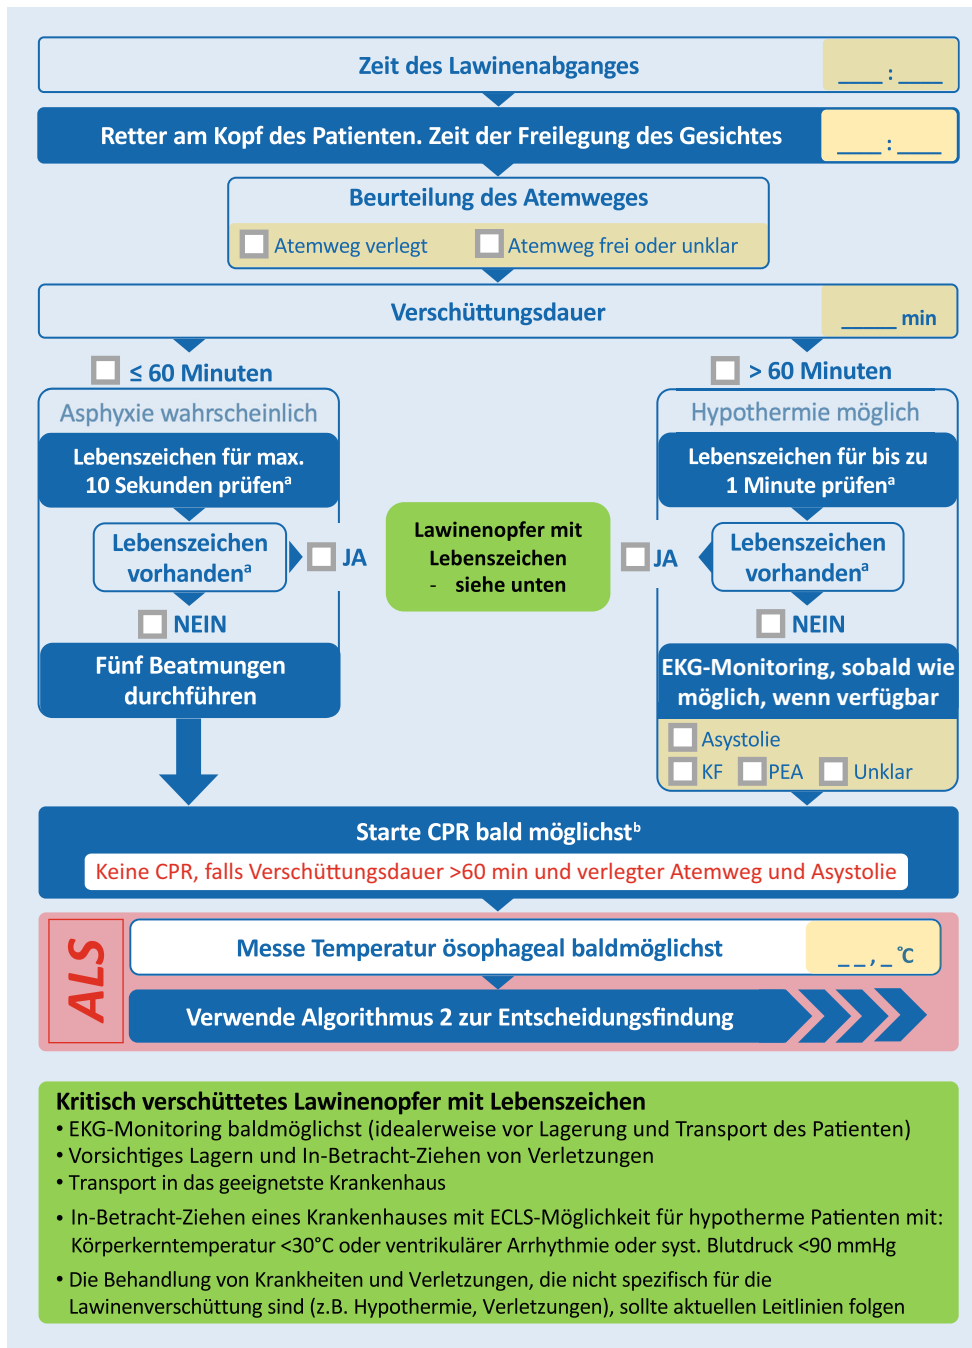 Zeit des Lawinenabganges
____ : ____
Retter am Kopf des Patienten. Zeit der Freilegung des Gesichtes
____ : ____
Beurteilung des Atemweges
Atemweg verlegt
Atemweg frei oder unklar
Verschüttungsdauer
_____ min
≤ 60 Minuten
> 60 Minuten
Asphyxie wahrscheinlich
Lebenszeichen für max.
10 Sekunden prüfenᵃ
Lebenszeichen
vorhandenᵃ
JA
NEIN
Fünf Beatmungen
durchführen
Lawinenopfer mit
Lebenszeichen
- siehe unten
Hypothermie möglich
Lebenszeichen für bis zu
1 Minute prüfenᵃ
JA
Lebenszeichen
vorhandenᵃ
NEIN
EKG-Monitoring, sobald wie
möglich, wenn verfügbar
Asystolie
KF PEA Unklar
Starte CPR bald möglichstᵇ
Keine CPR, falls Verschüttungsdauer >60 min und verlegter Atemweg und Asystolie
ALS
Messe Temperatur ösophageal baldmöglichst
_ _ , _ °C
Verwende Algorithmus 2 zur Entscheidungsfindung
Kritisch verschüttetes Lawinenopfer mit Lebenszeichen
• EKG-Monitoring baldmöglichst (idealerweise vor Lagerung und Transport des Patienten)
• Vorsichtiges Lagern und In-Betracht-Ziehen von Verletzungen
• Transport in das geeignetste Krankenhaus
• In-Betracht-Ziehen eines Krankenhauses mit ECLS-Möglichkeit für hypotherme Patienten mit:
Körperkerntemperatur <30°C oder ventrikulärer Arrhythmie oder syst. Blutdruck <90 mmHg
• Die Behandlung von Krankheiten und Verletzungen, die nicht spezifisch für die
Lawinenverschüttung sind (z.B. Hypothermie, Verletzungen), sollte aktuellen Leitlinien folgen